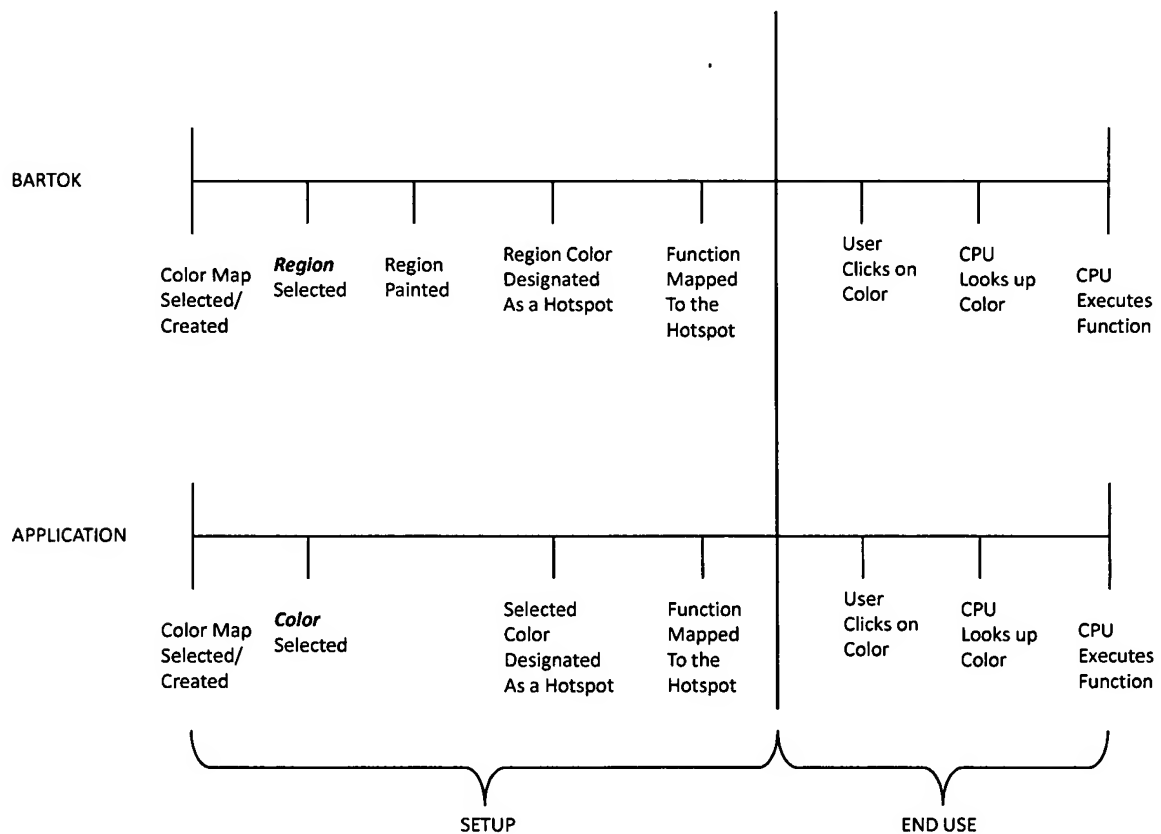 BARTOK
Color Map
Selected/
Created
Region
Selected
Region
Painted
Region Color
Designated
As a Hotspot
Function
Mapped
To the
Hotspot
User
Clicks on
Color
CPU
Looks up
Color
CPU
Executes
Function
APPLICATION
Color Map
Selected/
Created
Color
Selected
Selected
Color
Designated
As a Hotspot
Function
Mapped
To the
Hotspot
User
Clicks on
Color
CPU
Looks up
Color
CPU
Executes
Function
SETUP
END USE